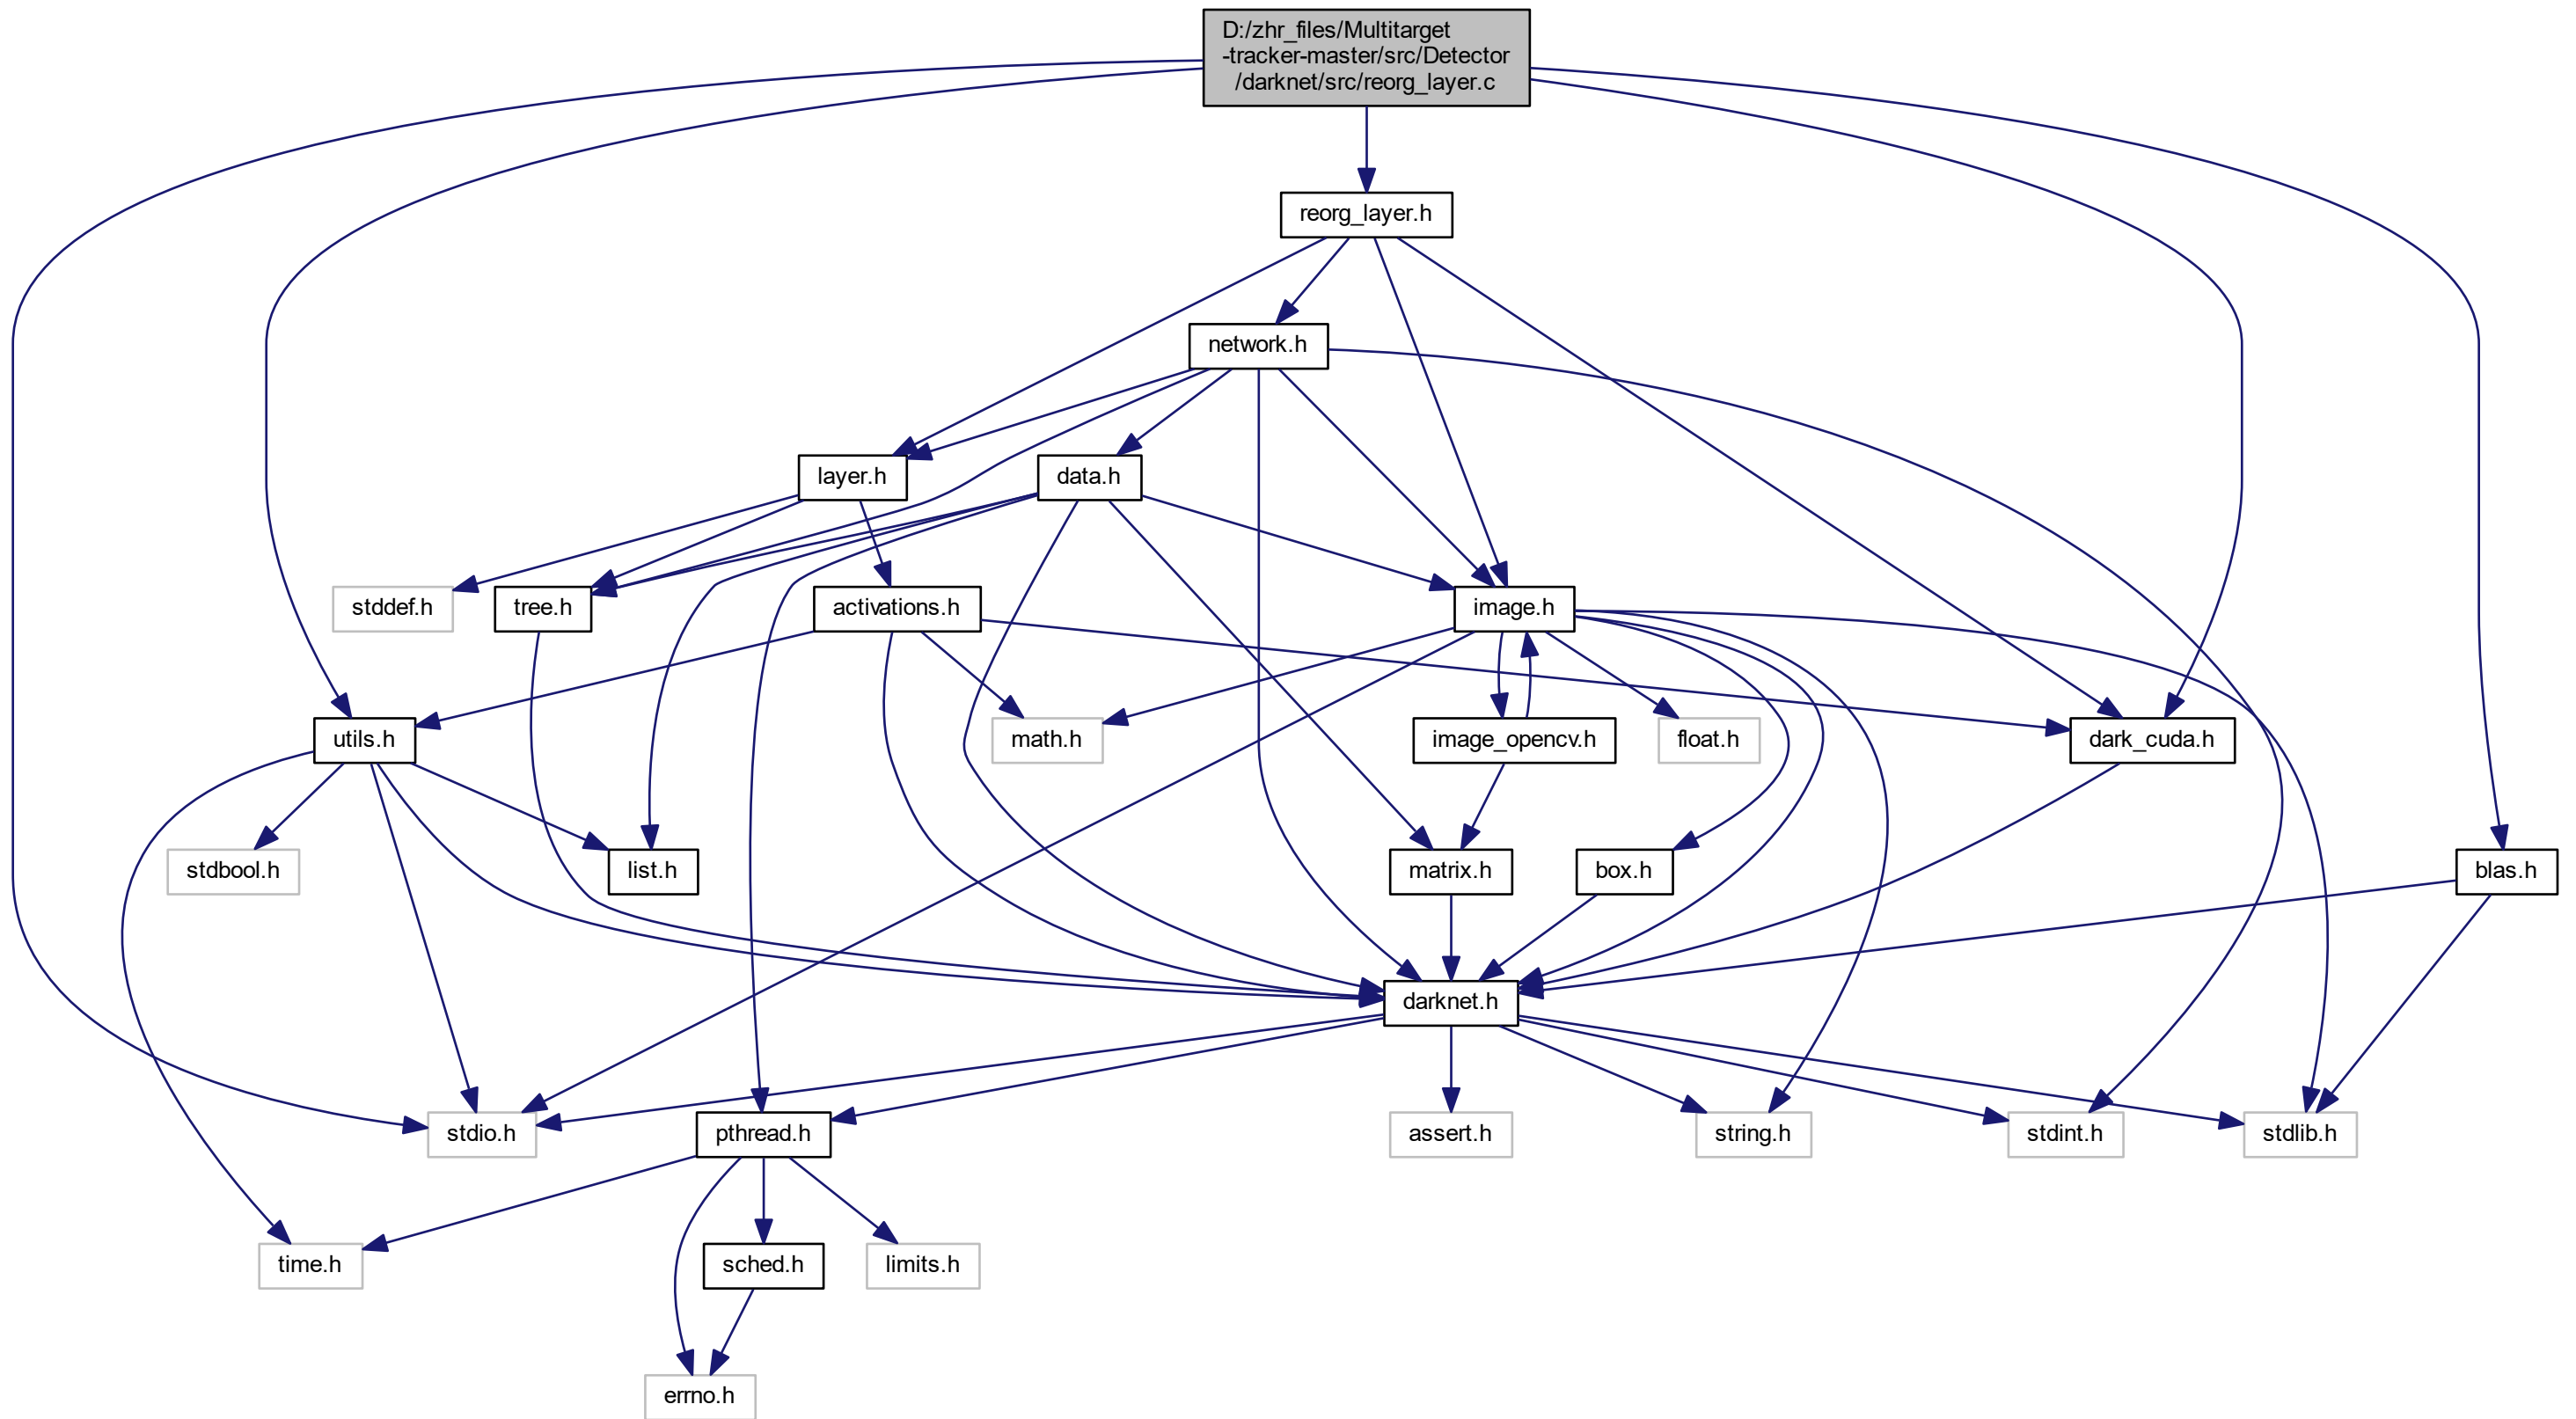 D:/zhr_files/Multitarget
-tracker-master/src/Detector
/darknet/src/reorg_layer.c
reorg_layer.h
network.h
layer.h
data.h
stddef.h
tree.h
activations.h
image.h
utils.h
math.h
image_opencv.h
float.h
dark_cuda.h
stdbool.h
list.h
matrix.h
box.h
blas.h
darknet.h
stdio.h
pthread.h
assert.h
string.h
stdint.h
stdlib.h
time.h
sched.h
limits.h
errno.h